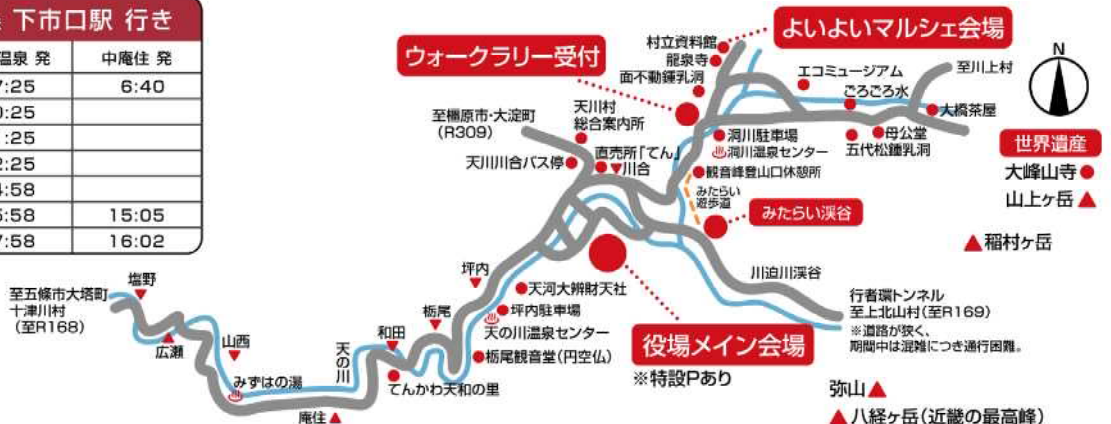 下市口駅 行き
温泉 発 中庵住 発
7:25 6:40
:25
:25
2:25
:58
:58 15:05
7:58 16:02
ウォークラリー受付
よいよいマルシェ会場
村立資料館
龍泉寺
面不動鍾乳洞
エコミュージアム
ごろごろ水
至川上村
大橋茶屋
母公堂
五代松鍾乳洞
N
世界遺産
大峰山寺
山上ヶ岳
稲村ヶ岳
至橿原市・大淀町
(R309)
天川村
総合案内所
天川川合バス停
直売所「てん」
川合
洞川駐車場
洞川温泉センター
観音峰登山口休憩所
みたらい
遊歩道
みたらい渓谷
川迫川渓谷
行者環トンネル
至上北山村(至R169)
※道路が狭く、
期間中は混雑につき通行困難。
役場メイン会場
※特設Pあり
弥山
八経ヶ岳(近畿の最高峰)
坪内
天河大辨財天社
坪内駐車場
天の川温泉センター
栃尾
栃尾観音堂(円空仏)
和田
てんかわ天和の里
天の川
塩野
至五條市大塔町
十津川村
(至R168)
広瀬
山西
みずはの湯
庵住